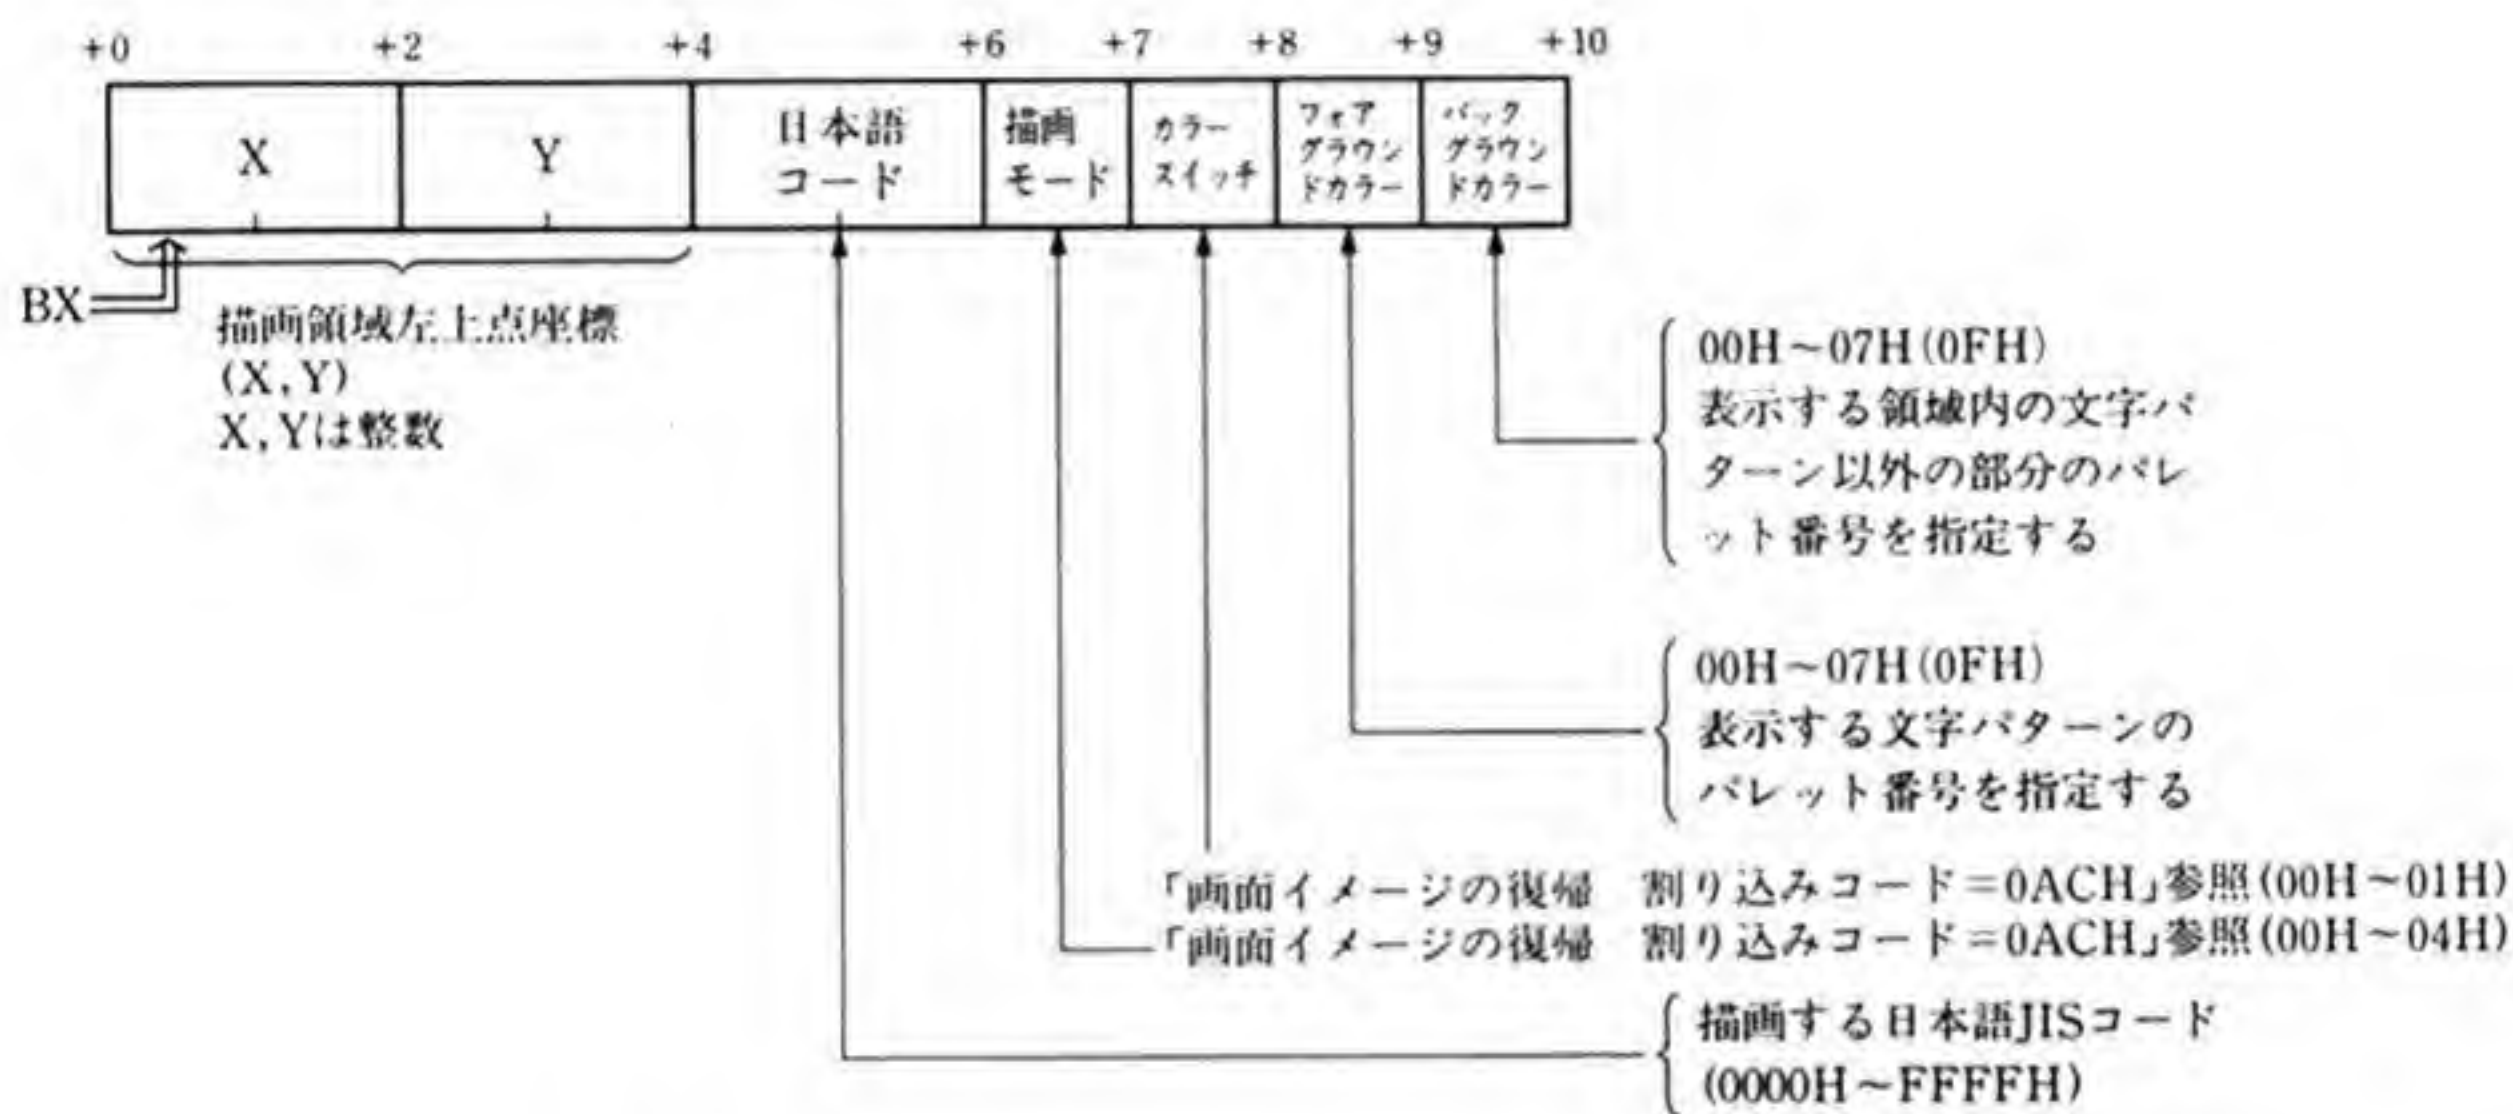 +0 +2 +4 +6 +7 +8 +9 +10
X
Y
日本語
コード
描画
モード
カラー
スイッチ
フォア
グラウン
ドカラー
バック
グラウン
ドカラー
BX
描画領域左上点座標
(X,Y)
X,Yは整数
00H~07H(0FH)
表示する領域内の文字パ
ターン以外の部分のパレ
ット番号を指定する
00H~07H(0FH)
表示する文字パターンの
パレット番号を指定する
「画面イメージの復帰 割り込みコード=0ACH」参照(00H~01H)
「画面イメージの復帰 割り込みコード=0ACH」参照(00H~04H)
描画する日本語JISコード
(0000H~FFFFH)